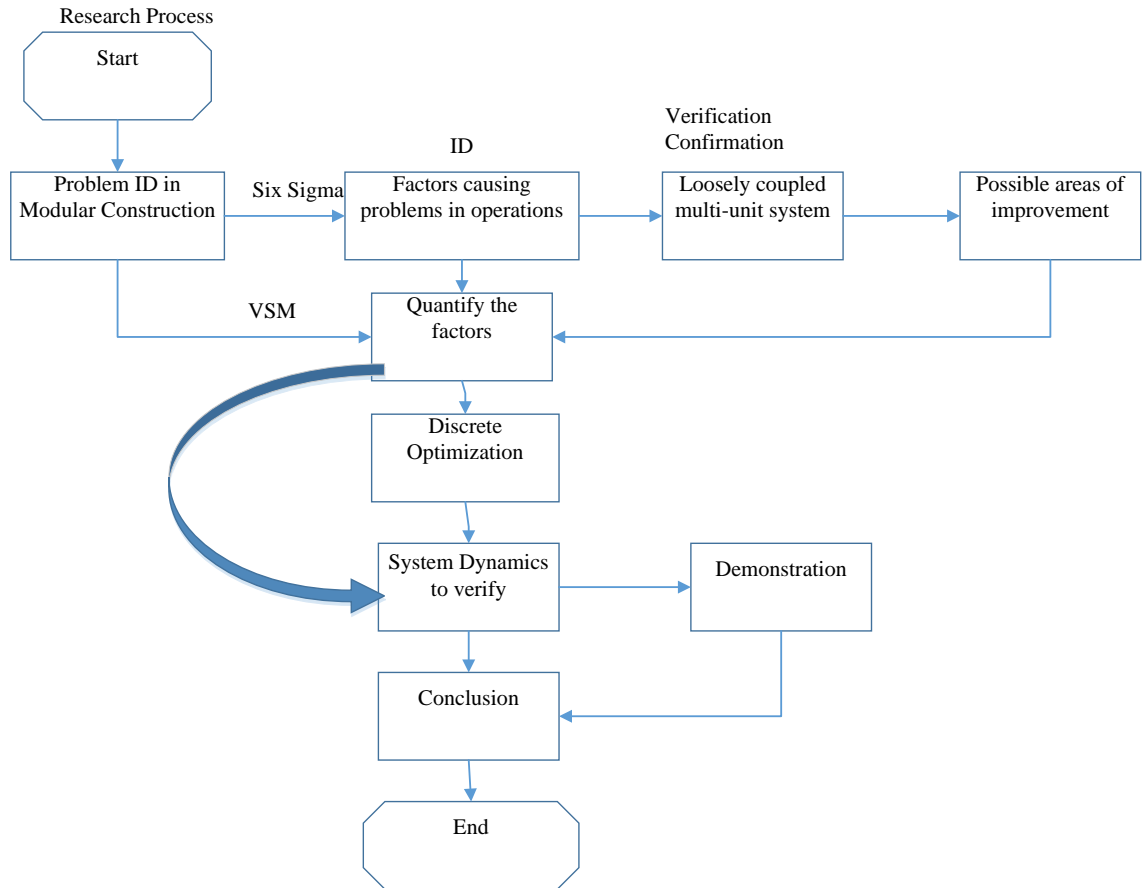 Research Process
Start
Verification
Confirmation
ID
Problem ID in
Modular Construction
Six Sigma
Factors causing
problems in operations
Loosely coupled
multi-unit system
Possible areas of
improvement
VSM
Quantify the
factors
Discrete
Optimization
System Dynamics
to verify
Demonstration
Conclusion
End